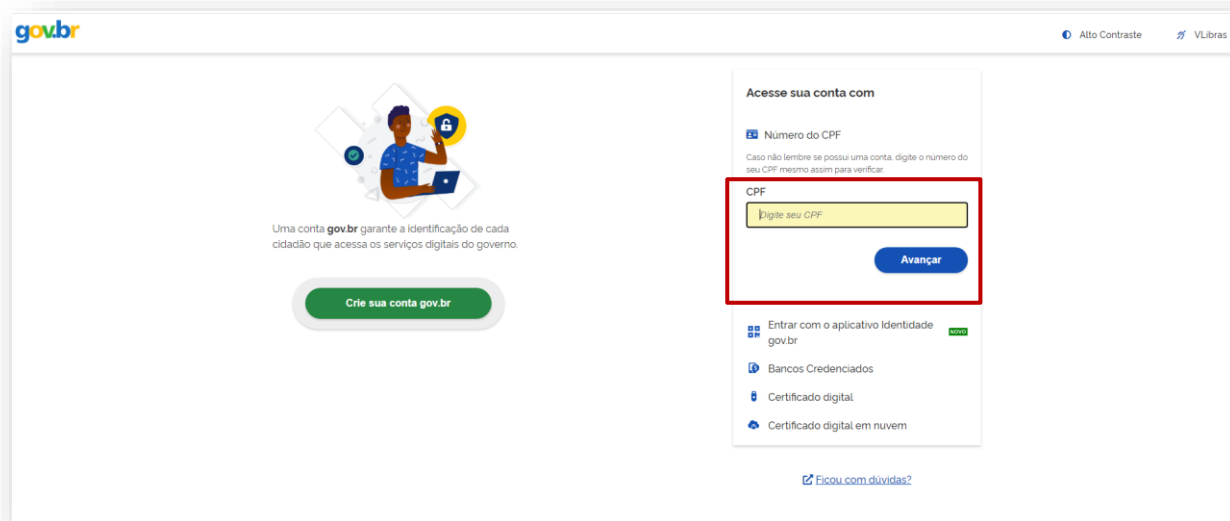 gov.br
Alto Contraste
VLibras
Uma conta gov.br garante a identificação de cada
cidadão que acessa os serviços digitais do governo.
Crie sua conta gov.br
Acesse sua conta com
Número do CPF
Caso não lembre se possui uma conta, digite o número do
seu CPF mesmo assim para verificar.
CPF
Digite seu CPF
Avançar
Entrar com o aplicativo Identidade
gov.br
NOVO
Bancos Credenciados
Certificado digital
Certificado digital em nuvem
Ficou com dúvidas?